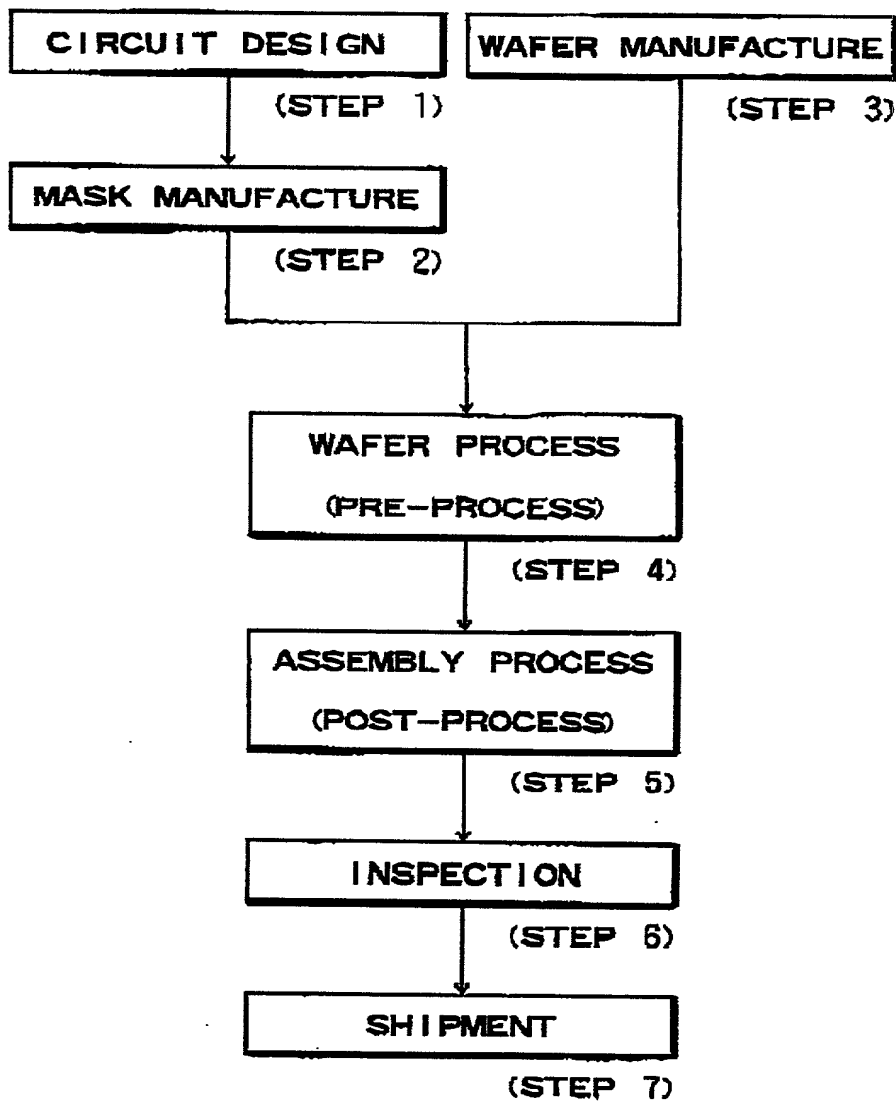 CIRCUIT DESIGN
(STEP 1)
MASK MANUFACTURE
(STEP 2)
WAFER MANUFACTURE
(STEP 3)
WAFER PROCESS
(PRE-PROCESS)
(STEP 4)
ASSEMBLY PROCESS
(POST-PROCESS)
(STEP 5)
INSPECTION
(STEP 6)
SHIPMENT
(STEP 7)